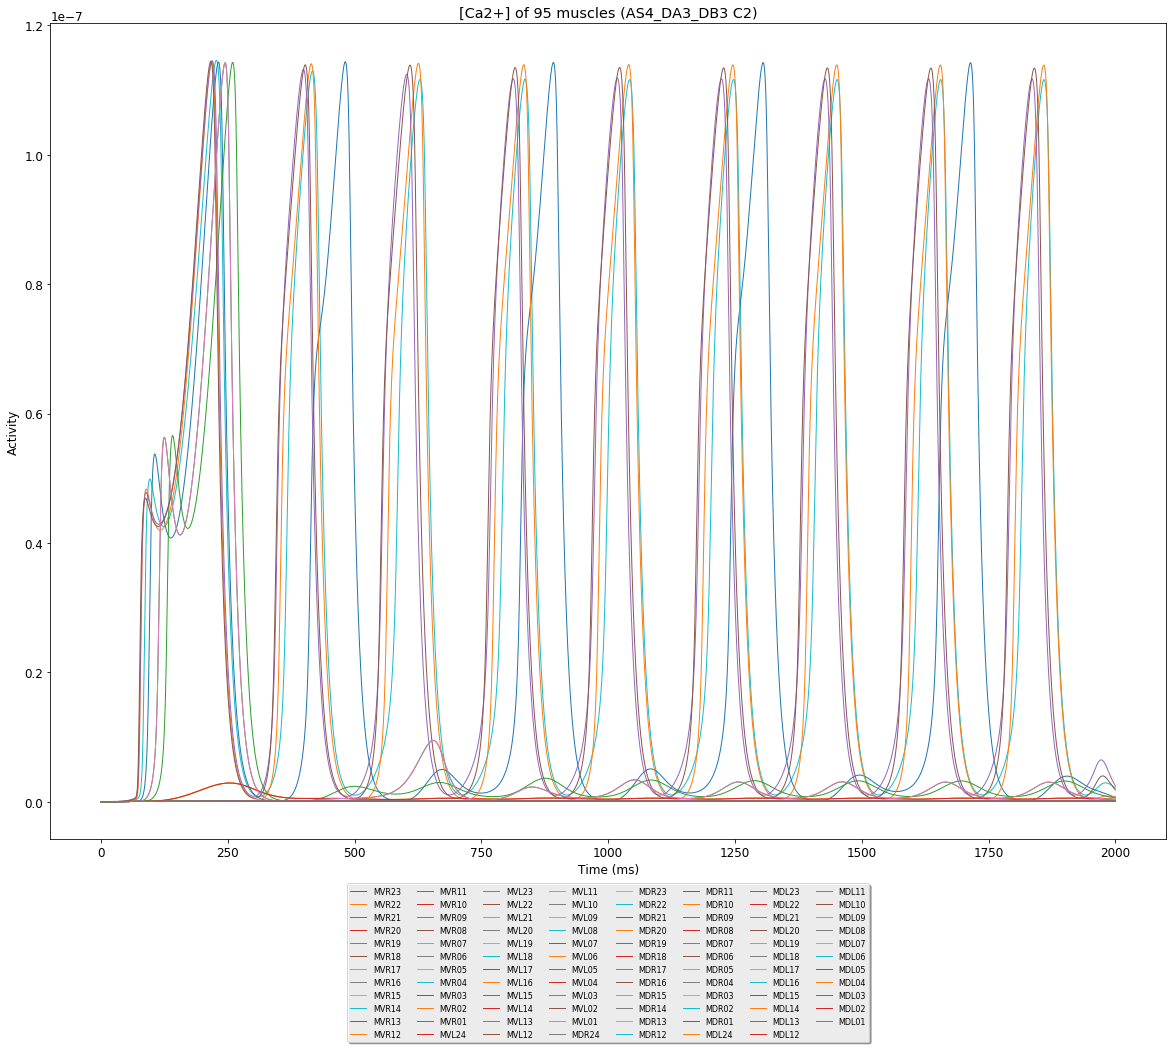 [Ca2+] of 95 muscles (AS4_DA3_DB3 C2)
1e−7
1.2
1.0
0.8
0.6
0.4
0.2
0.0
Activity
0 250 500 750 1000 1250 1500 1750 2000
Time (ms)
MVR23 MVR11 MVL23 MVL11 MDR23 MDR11 MDL23 MDL11
MVR22 MVR10 MVL22 MVL10 MDR22 MDR10 MDL22 MDL10
MVR21 MVR09 MVL21 MVL09 MDR21 MDR09 MDL21 MDL09
MVR20 MVR08 MVL20 MVL08 MDR20 MDR08 MDL20 MDL08
MVR19 MVR07 MVL19 MVL07 MDR19 MDR07 MDL19 MDL07
MVR18 MVR06 MVL18 MVL06 MDR18 MDR06 MDL18 MDL06
MVR17 MVR05 MVL17 MVL05 MDR17 MDR05 MDL17 MDL05
MVR16 MVR04 MVL16 MVL04 MDR16 MDR04 MDL16 MDL04
MVR15 MVR03 MVL15 MVL03 MDR15 MDR03 MDL15 MDL03
MVR14 MVR02 MVL14 MVL02 MDR14 MDR02 MDL14 MDL02
MVR13 MVR01 MVL13 MVL01 MDR13 MDR01 MDL13 MDL01
MVR12 MVL24 MVL12 MDR24 MDR12 MDL24 MDL12